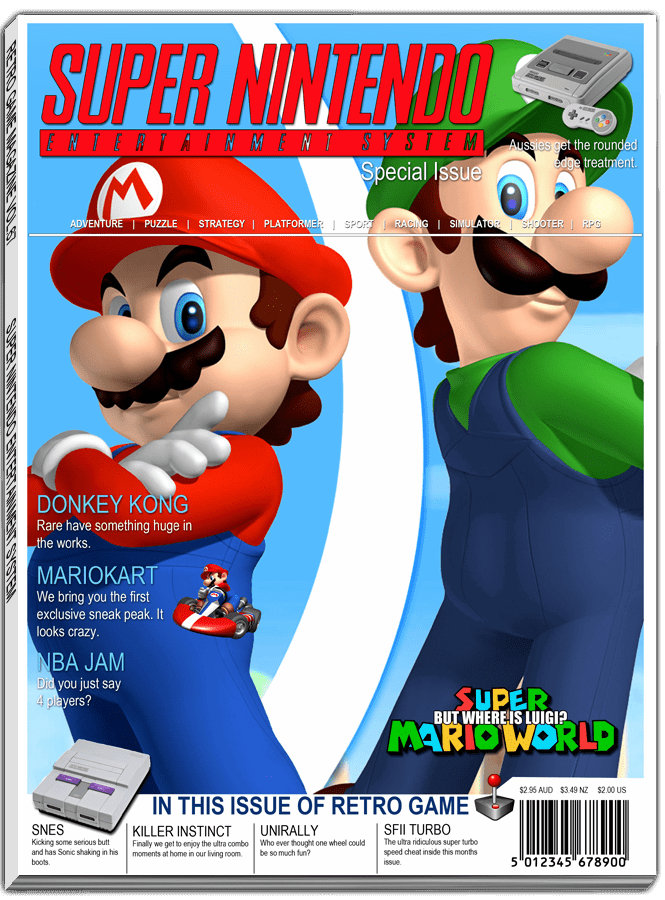 SUPER NINTENDO
ENTERTAINMENT SYSTEM
Special Issue
Aussies get the rounded
edge treatment.
ADVENTURE | PUZZLE | STRATEGY | PLATFORMER | SPORT | RACING | SIMULATOR | SHOOTER | RPG
RETRO GAME MAGAZINE VOL.5
SUPER NINTENDO ENTERTAINMENT SYSTEM
M
DONKEY KONG
Rare have something huge in
the works.
MARIOKART
We bring you the first
exclusive sneak peak. It
looks crazy.
NBA JAM
Did you just say
4 players?
SUPER
BUT WHERE IS LUIGI?
MARIO WORLD
IN THIS ISSUE OF RETRO GAME
$2.95 AUD $3.49 NZ $2.00 US
SNES
Kicking some serious butt
and has Sonic shaking in his
boots.
KILLER INSTINCT
Finally we get to enjoy the ultra combo
moments at home in our living room.
UNIRALLY
Who ever thought one wheel could
be so much fun?
SFII TURBO
The ultra ridiculous super turbo
speed cheat inside this months
issue.
5 012345 678900